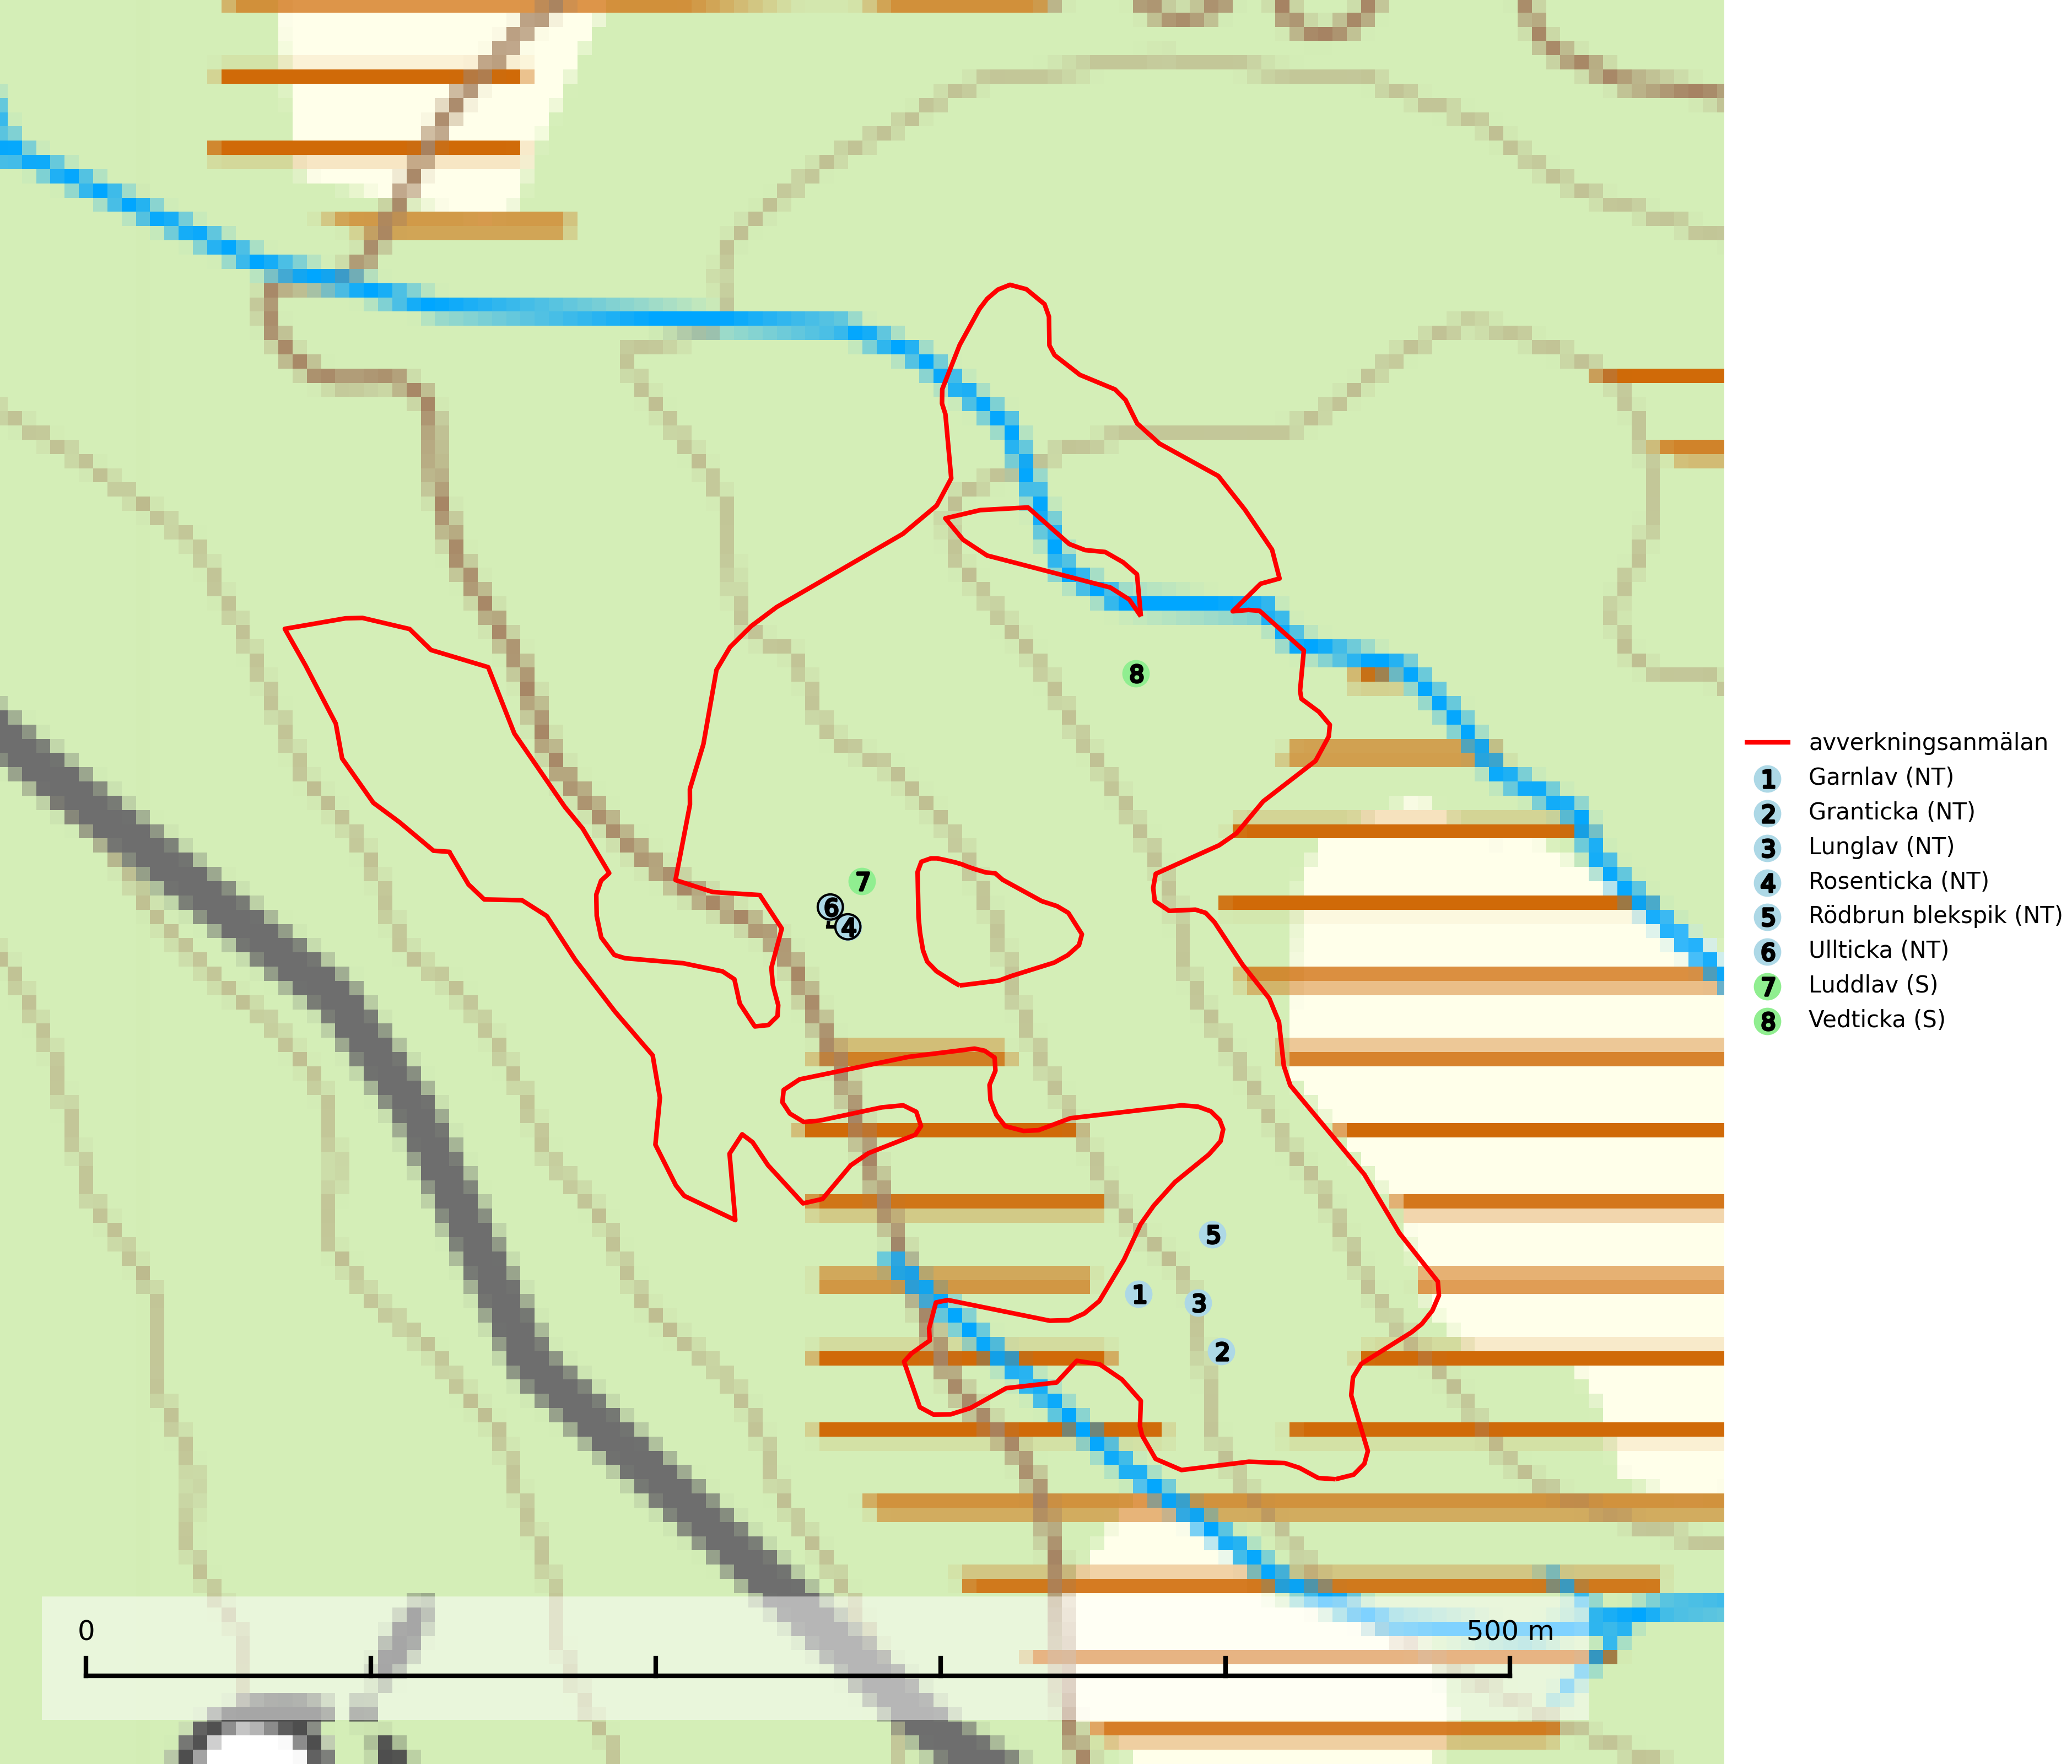 8
7
6
4
5
1
3
2
0
500 m
avverkningsanmälan
1 Garnlav (NT)
2 Granticka (NT)
3 Lunglav (NT)
4 Rosenticka (NT)
5 Rödbrun blekspik (NT)
6 Ullticka (NT)
7 Luddlav (S)
8 Vedticka (S)